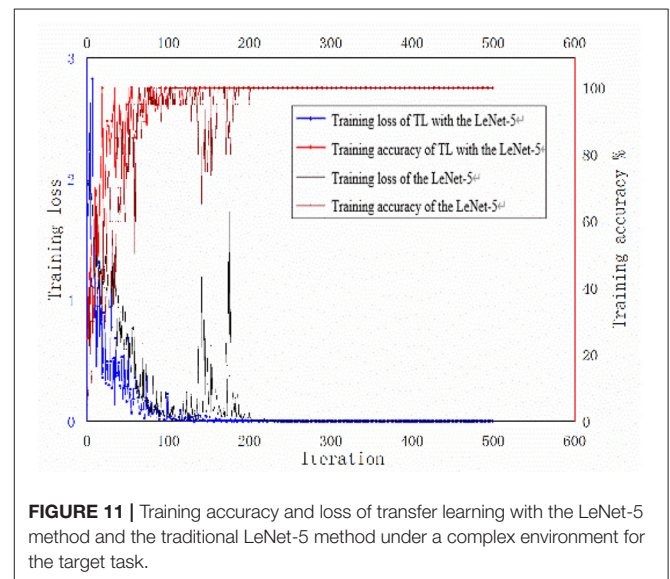 0 100 200 300 400 500 600
3
100
Training loss of TL with the LeNet-5↵
Training accuracy of TL with the LeNet-5↵
Training loss of the LeNet-5↵
Training accuracy of the LeNet-5↵
80
2
60
Training loss
Training accuracy %
40
1
20
0
0
0 100 200 300 400 500 600
Iteration
FIGURE 11 | Training accuracy and loss of transfer learning with the LeNet-5
method and the traditional LeNet-5 method under a complex environment for
the target task.